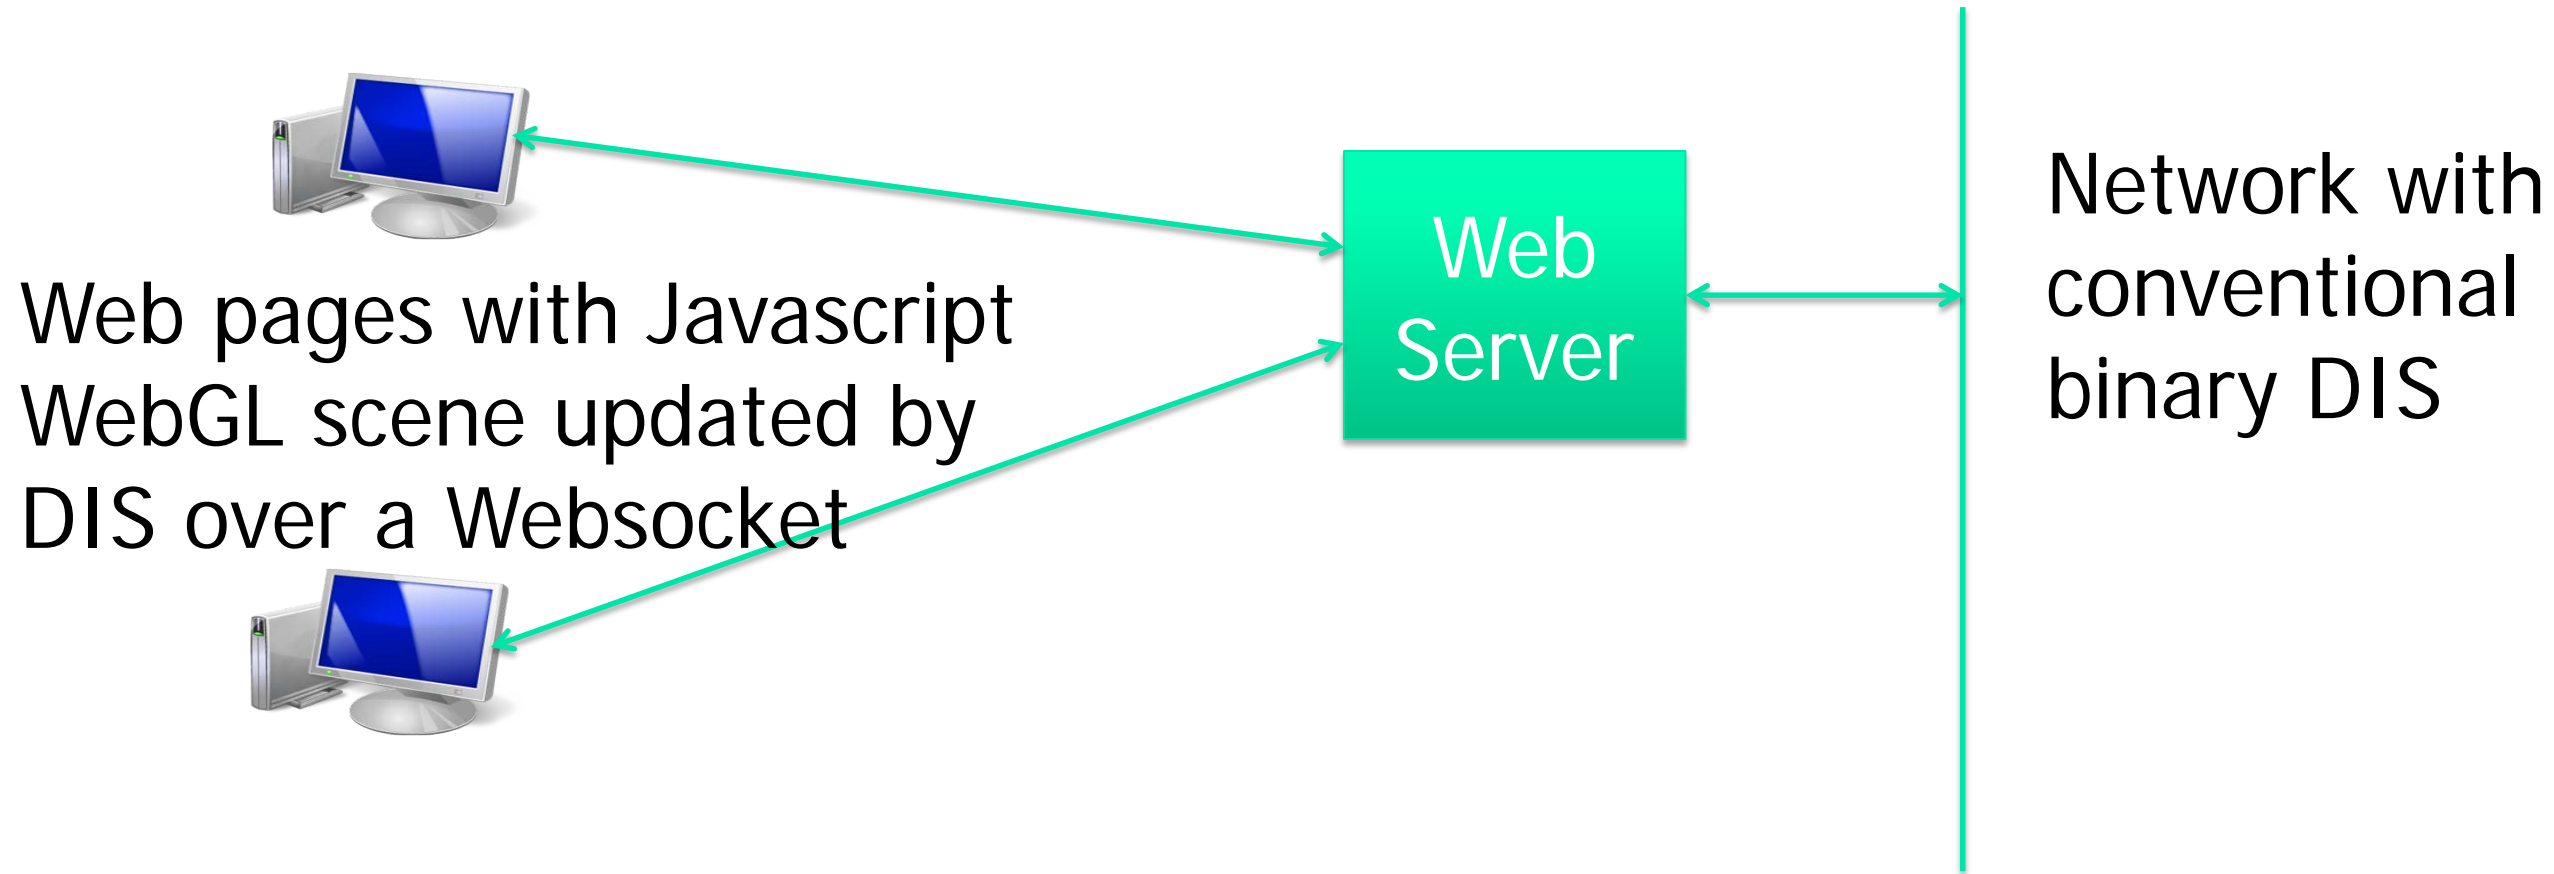 Web pages with Javascript
WebGL scene updated by
DIS over a Websocket
Web
Server
Network with
conventional
binary DIS